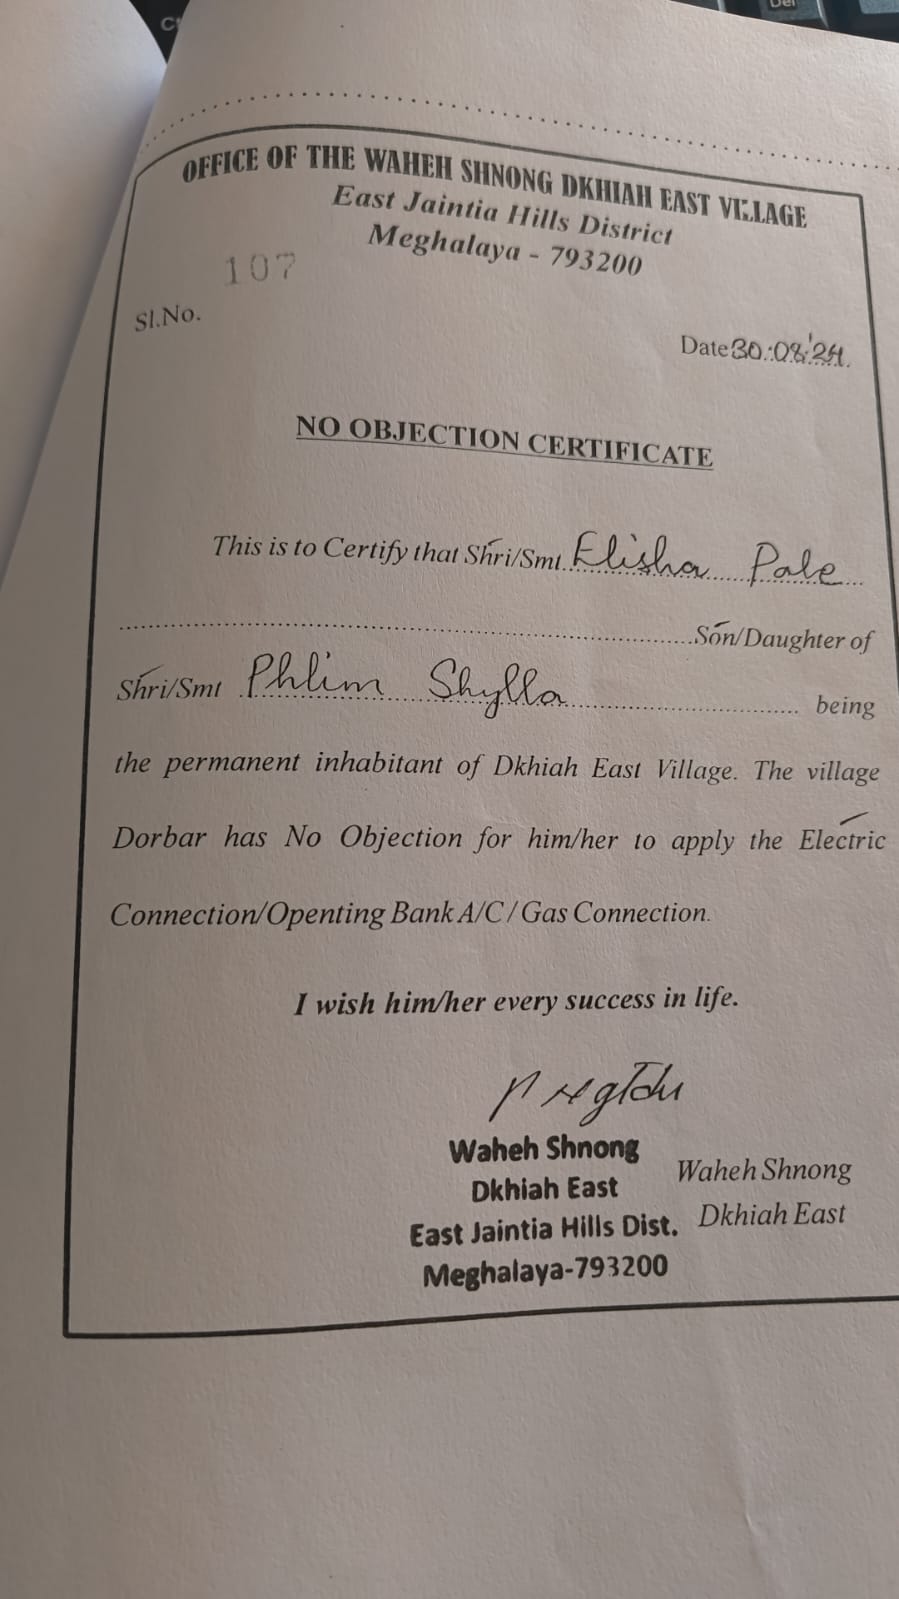 OFFICE OF THE WAHEH SHNONG DKHIAH EAST VILLAGE
East Jaintia Hills District
Meghalaya - 793200
107
Sl.No.
Date 30.08.'24.
NO OBJECTION CERTIFICATE
This is to Certify that Shri/Smt. Elisha Pale
Son/Daughter of
Shri/Smt Phlim Shylla being
the permanent inhabitant of Dkhiah East Village. The village
Dorbar has No Objection for him/her to apply the Electric
Connection/Openting Bank A/C / Gas Connection.
I wish him/her every success in life.
Waheh Shnong
Dkhiah East
East Jaintia Hills Dist.
Meghalaya-793200
Waheh Shnong
Dkhiah East